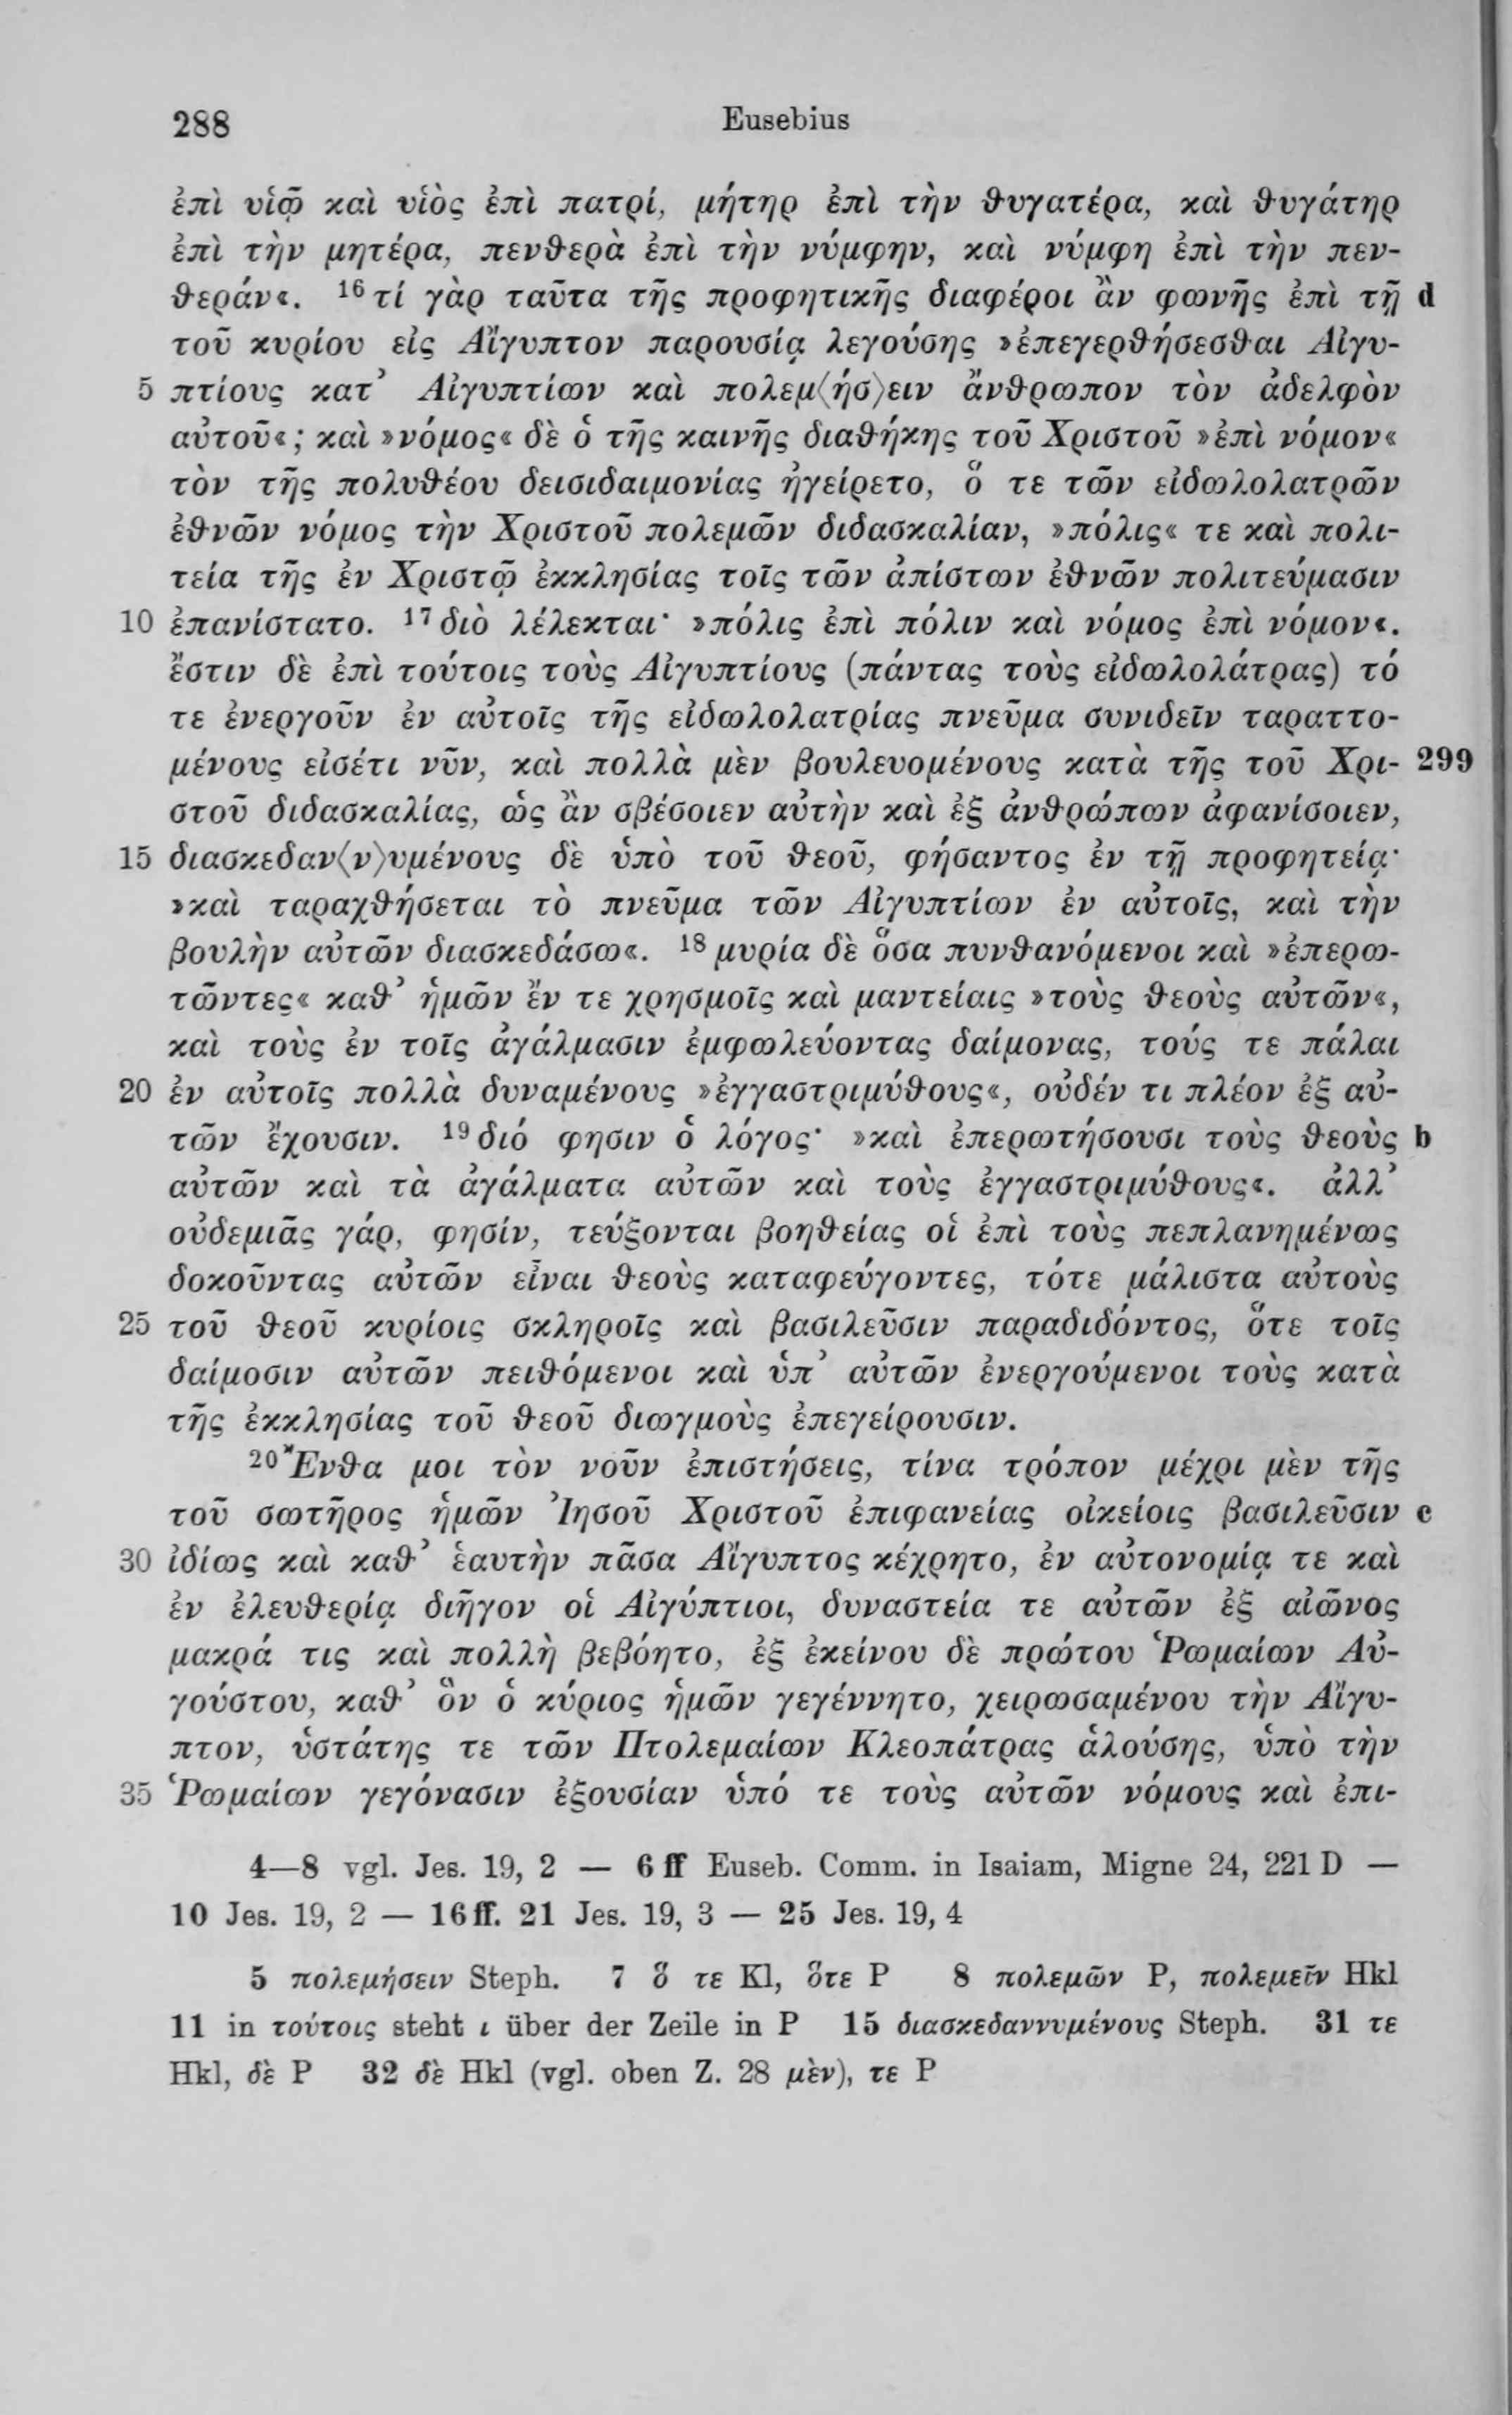 288 Eusebius
ἐπὶ υἱῷ καὶ υἱὸς ἐπὶ πατρί, μήτηρ ἐπὶ τὴν ϑυγατέρα, καὶ ϑυγάτηρ
ἐπὶ τὴν μητέρα, πενϑερὰ ἐπὶ τὴν νύμφην, καὶ νύμφη ἐπὶ τὴν πεν-
ϑεράν«. ¹⁶ τί γὰρ ταῦτα τῆς προφητικῆς διαφέροι ἂν φωνῆς ἐπὶ τῇ d
τοῦ κυρίου εἰς Αἴγυπτον παρουσίᾳ λεγούσης »ἐπεγερϑήσεσϑαι Αἰγυ-
5 πτίους κατ’ Αἰγυπτίων καὶ πολεμ⟨ήσ⟩ειν ἄνϑρωπον τὸν ἀδελφὸν
αὐτοῦ«; καὶ »νόμος« δὲ ὁ τῆς καινῆς διαϑήκης τοῦ Χριστοῦ »ἐπὶ νόμον«
τὸν τῆς πολυϑέου δεισιδαιμονίας ἠγείρετο, ὅ τε τῶν εἰδωλολατρῶν
ἐϑνῶν νόμος τὴν Χριστοῦ πολεμῶν διδασκαλίαν, »πόλις« τε καὶ πολι-
τεία τῆς ἐν Χριστῷ ἐκκλησίας τοῖς τῶν ἀπίστων ἐϑνῶν πολιτεύμασιν
10 ἐπανίστατο. ¹⁷ διὸ λέλεκται· »πόλις ἐπὶ πόλιν καὶ νόμος ἐπὶ νόμον«.
ἔστιν δὲ ἐπὶ τούτοις τοὺς Αἰγυπτίους (πάντας τοὺς εἰδωλολάτρας) τό
τε ἐνεργοῦν ἐν αὐτοῖς τῆς εἰδωλολατρίας πνεῦμα συνιδεῖν ταραττο-
μένους εἰσέτι νῦν, καὶ πολλὰ μὲν βουλευομένους κατὰ τῆς τοῦ Χρι- 299
στοῦ διδασκαλίας, ὡς ἂν σβέσοιεν αὐτὴν καὶ ἐξ ἀνϑρώπων ἀφανίσοιεν,
15 διασκεδαν⟨ν⟩υμένους δὲ ὑπὸ τοῦ ϑεοῦ, φήσαντος ἐν τῇ προφητείᾳ·
»καὶ ταραχϑήσεται τὸ πνεῦμα τῶν Αἰγυπτίων ἐν αὐτοῖς, καὶ τὴν
βουλὴν αὐτῶν διασκεδάσω«. ¹⁸ μυρία δὲ ὅσα πυνϑανόμενοι καὶ »ἐπερω-
τῶντες« καϑ’ ἡμῶν ἔν τε χρησμοῖς καὶ μαντείαις »τοὺς ϑεοὺς αὐτῶν«,
καὶ τοὺς ἐν τοῖς ἀγάλμασιν ἐμφωλεύοντας δαίμονας, τούς τε πάλαι
20 ἐν αὐτοῖς πολλὰ δυναμένους »ἐγγαστριμύϑους«, οὐδέν τι πλέον ἐξ αὐ-
τῶν ἔχουσιν. ¹⁹ διό φησιν ὁ λόγος· »καὶ ἐπερωτήσουσι τοὺς ϑεοὺς b
αὐτῶν καὶ τὰ ἀγάλματα αὐτῶν καὶ τοὺς ἐγγαστριμύϑους«. ἀλλ’
οὐδεμιᾶς γάρ, φησίν, τεύξονται βοηϑείας οἱ ἐπὶ τοὺς πεπλανημένως
δοκοῦντας αὐτῶν εἶναι ϑεοὺς καταφεύγοντες, τότε μάλιστα αὐτοὺς
25 τοῦ ϑεοῦ κυρίοις σκληροῖς καὶ βασιλεῦσιν παραδιδόντος, ὅτε τοῖς
δαίμοσιν αὐτῶν πειϑόμενοι καὶ ὑπ’ αὐτῶν ἐνεργούμενοι τοὺς κατὰ
τῆς ἐκκλησίας τοῦ ϑεοῦ διωγμοὺς ἐπεγείρουσιν.
²⁰ Ἔνϑα μοι τὸν νοῦν ἐπιστήσεις, τίνα τρόπον μέχρι μὲν τῆς
τοῦ σωτῆρος ἡμῶν Ἰησοῦ Χριστοῦ ἐπιφανείας οἰκείοις βασιλεῦσιν c
30 ἰδίως καὶ καϑ’ ἑαυτὴν πᾶσα Αἴγυπτος κέχρητο, ἐν αὐτονομίᾳ τε καὶ
ἐν ἐλευϑερίᾳ διῆγον οἱ Αἰγύπτιοι, δυναστεία τε αὐτῶν ἐξ αἰῶνος
μακρά τις καὶ πολλὴ βεβόητο, ἐξ ἐκείνου δὲ πρώτου Ῥωμαίων Αὐ-
γούστου, καϑ’ ὃν ὁ κύριος ἡμῶν γεγέννητο, χειρωσαμένου τὴν Αἴγυ-
πτον, ὑστάτης τε τῶν Πτολεμαίων Κλεοπάτρας ἁλούσης, ὑπὸ τὴν
35 Ῥωμαίων γεγόνασιν ἐξουσίαν ὑπό τε τοὺς αὐτῶν νόμους καὶ ἐπι-
4—8 vgl. Jes. 19, 2 — 6 ff Euseb. Comm. in Isaiam, Migne 24, 221 D —
10 Jes. 19, 2 — 16 ff. 21 Jes. 19, 3 — 25 Jes. 19, 4
5 πολεμήσειν Steph. 7 ὅ τε Kl, ὅτε P 8 πολεμῶν P, πολεμεῖν Hkl
11 in τούτοις steht ι über der Zeile in P 15 διασκεδαννυμένους Steph. 31 τε
Hkl, δὲ P 32 δὲ Hkl (vgl. oben Z. 28 μὲν), τε P